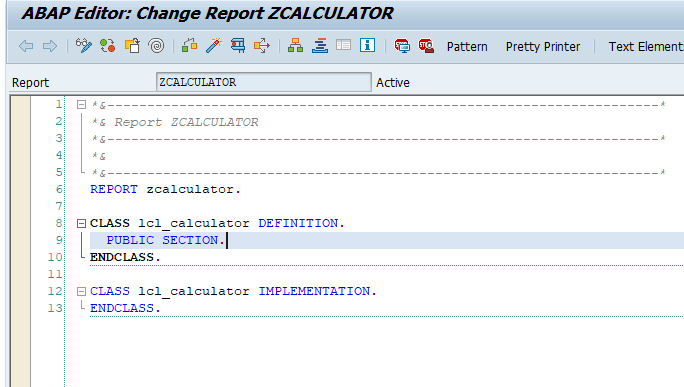 ABAP Editor: Change Report ZCALCULATOR
Pattern Pretty Printer Text Element
Report ZCALCULATOR Active
1 *&---------------------------------------------------------------------*
2 *& Report ZCALCULATOR
3 *&---------------------------------------------------------------------*
4 *&
5 *&---------------------------------------------------------------------*
6 REPORT zcalculator.
7
8 CLASS lcl_calculator DEFINITION.
9 PUBLIC SECTION.
10 ENDCLASS.
11
12 CLASS lcl_calculator IMPLEMENTATION.
13 ENDCLASS.